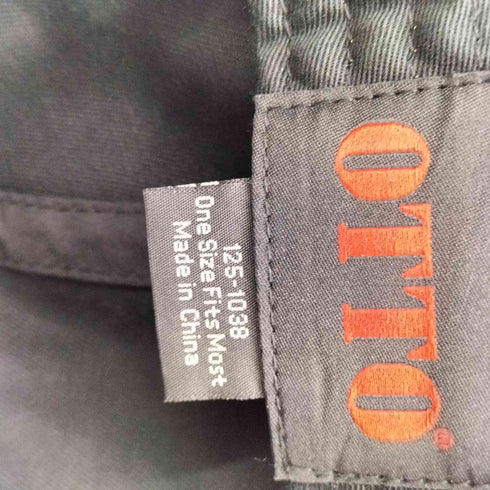 OTTO®
125-1038
One Size Fits Most
Made in China